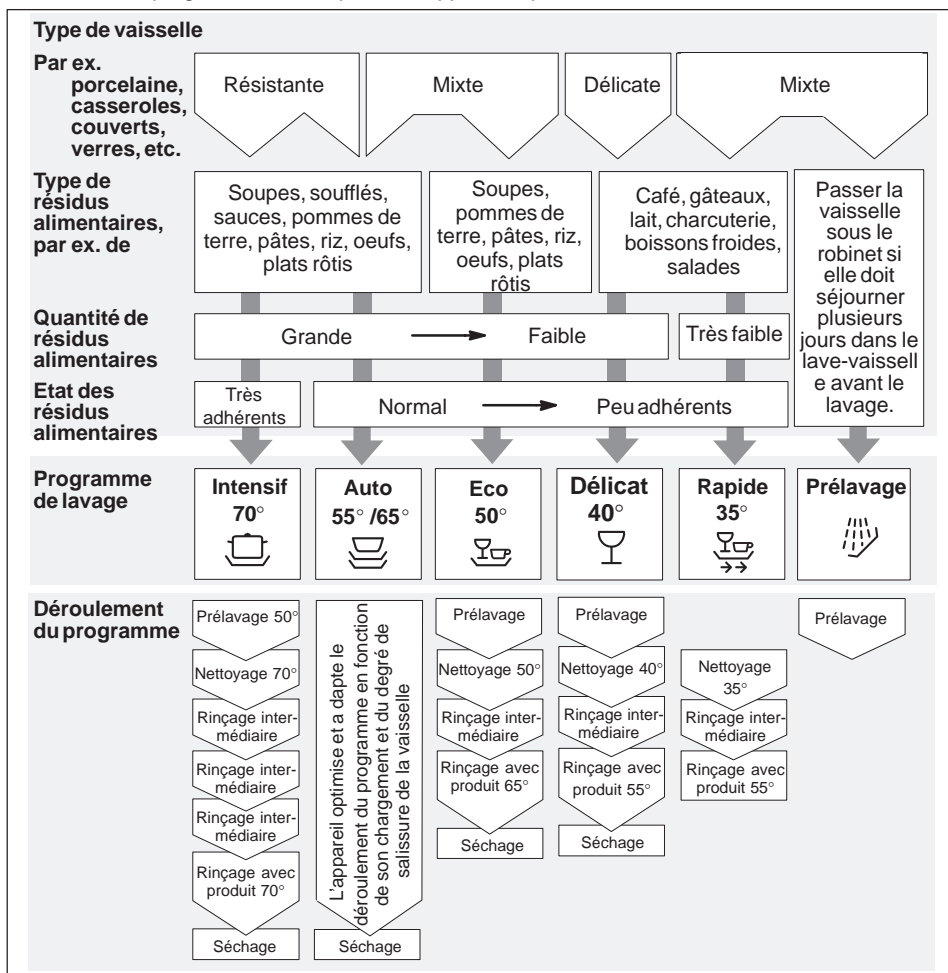 Type de vaisselle
Par ex.
porcelaine,
casseroles,
couverts,
verres, etc.
Résistante
Mixte
Délicate
Mixte
Type de
résidus
alimentaires,
par ex. de
Soupes, soufflés,
sauces, pommes de
terre, pâtes, riz, oeufs,
plats rôtis
Soupes,
pommes de
terre, pâtes, riz,
oeufs, plats
rôtis
Café, gâteaux,
lait, charcuterie,
boissons froides,
salades
Passer la
vaisselle
sous le
robinet si
elle doit
séjourner
plusieurs
jours dans le
lave-vaissell
e avant le
lavage.
Quantité de
résidus
alimentaires
Grande
Faible
Très faible
Etat des
résidus
alimentaires
Très
adhérents
Normal
Peu adhérents
Programme
de lavage
Intensif
70°
Auto
55° /65°
Eco
50°
Délicat
40°
Rapide
35°
Prélavage
Déroulement
du programme
Prélavage 50°
Nettoyage 70°
Rinçage inter-
médiaire
Rinçage inter-
médiaire
Rinçage inter-
médiaire
Rinçage avec
produit 70°
Séchage
L'appareil optimise et a dapte le
déroulement du programme en fonction
de son chargement et du degré de
salissure de la vaisselle
Séchage
Prélavage
Nettoyage 50°
Rinçage inter-
médiaire
Rinçage avec
produit 65°
Séchage
Prélavage
Nettoyage 40°
Rinçage inter-
médiaire
Rinçage avec
produit 55°
Séchage
Nettoyage
35°
Rinçage inter-
médiaire
Rinçage avec
produit 55°
Prélavage